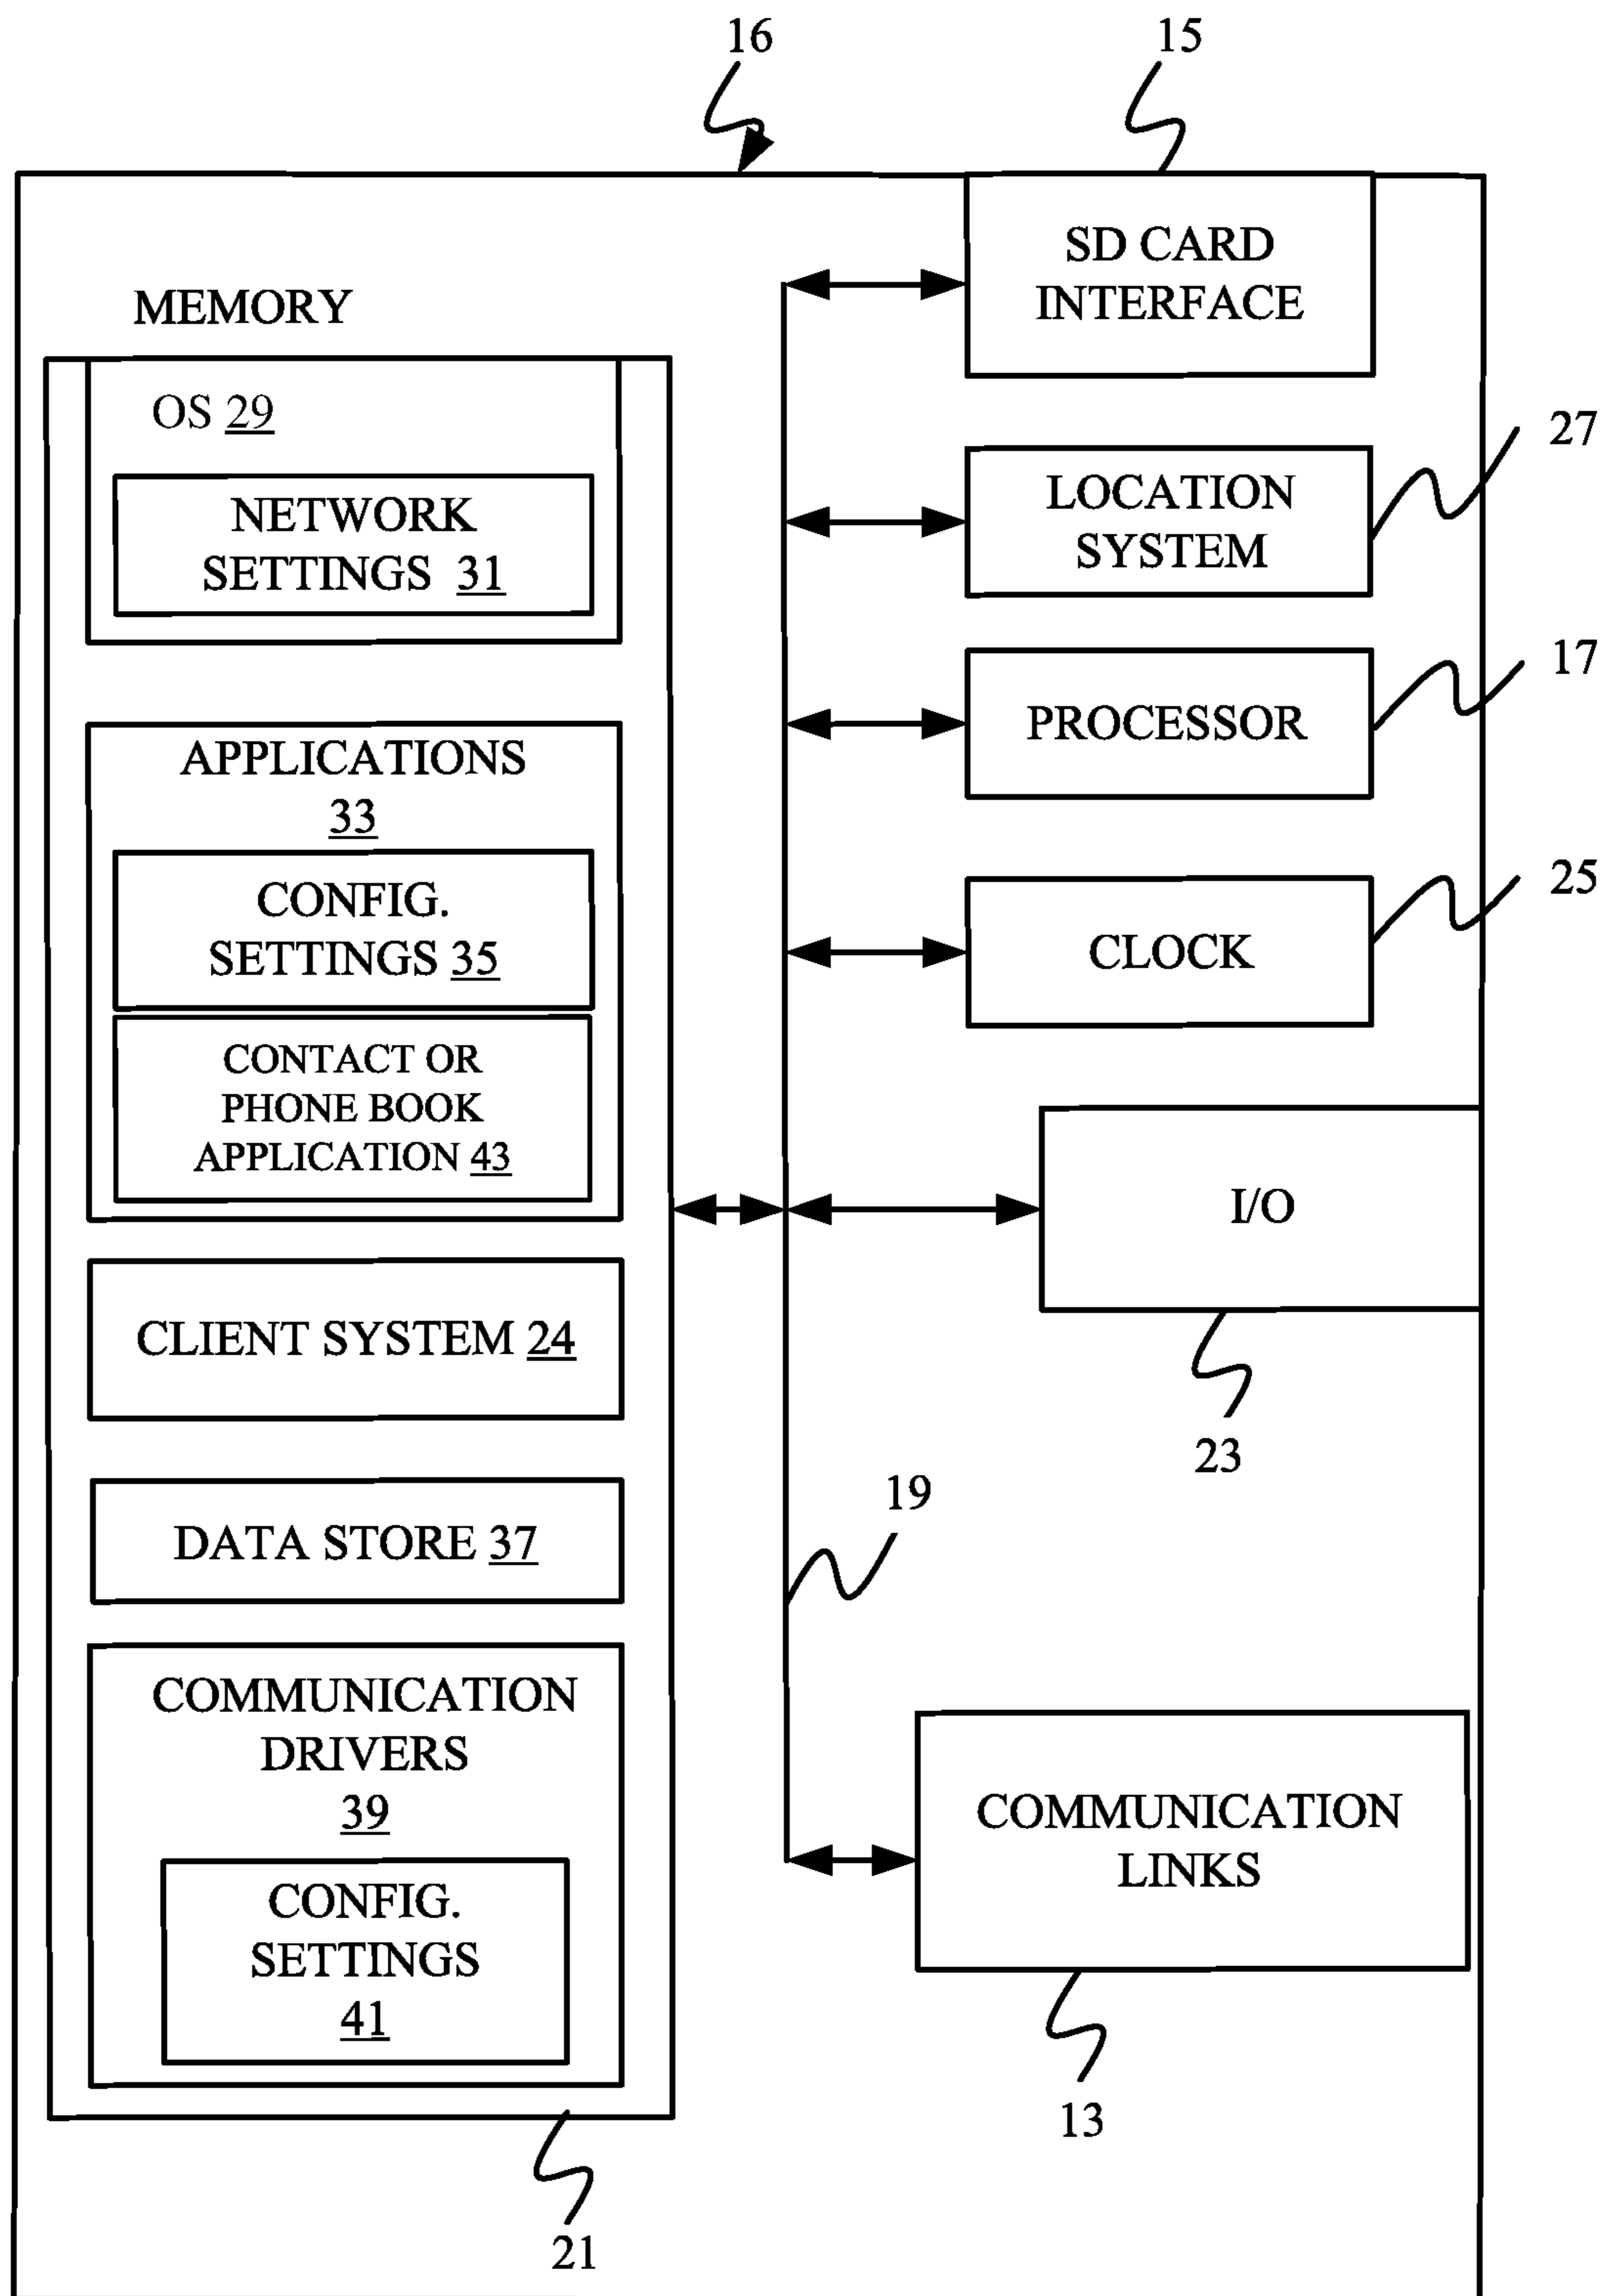 16
15
SD CARD
INTERFACE
MEMORY
OS 29
NETWORK
SETTINGS 31
27
LOCATION
SYSTEM
17
PROCESSOR
APPLICATIONS
33
CONFIG.
SETTINGS 35
25
CLOCK
CONTACT OR
PHONE BOOK
APPLICATION 43
I/O
CLIENT SYSTEM 24
23
19
DATA STORE 37
COMMUNICATION
DRIVERS
39
CONFIG.
SETTINGS
41
COMMUNICATION
LINKS
13
21